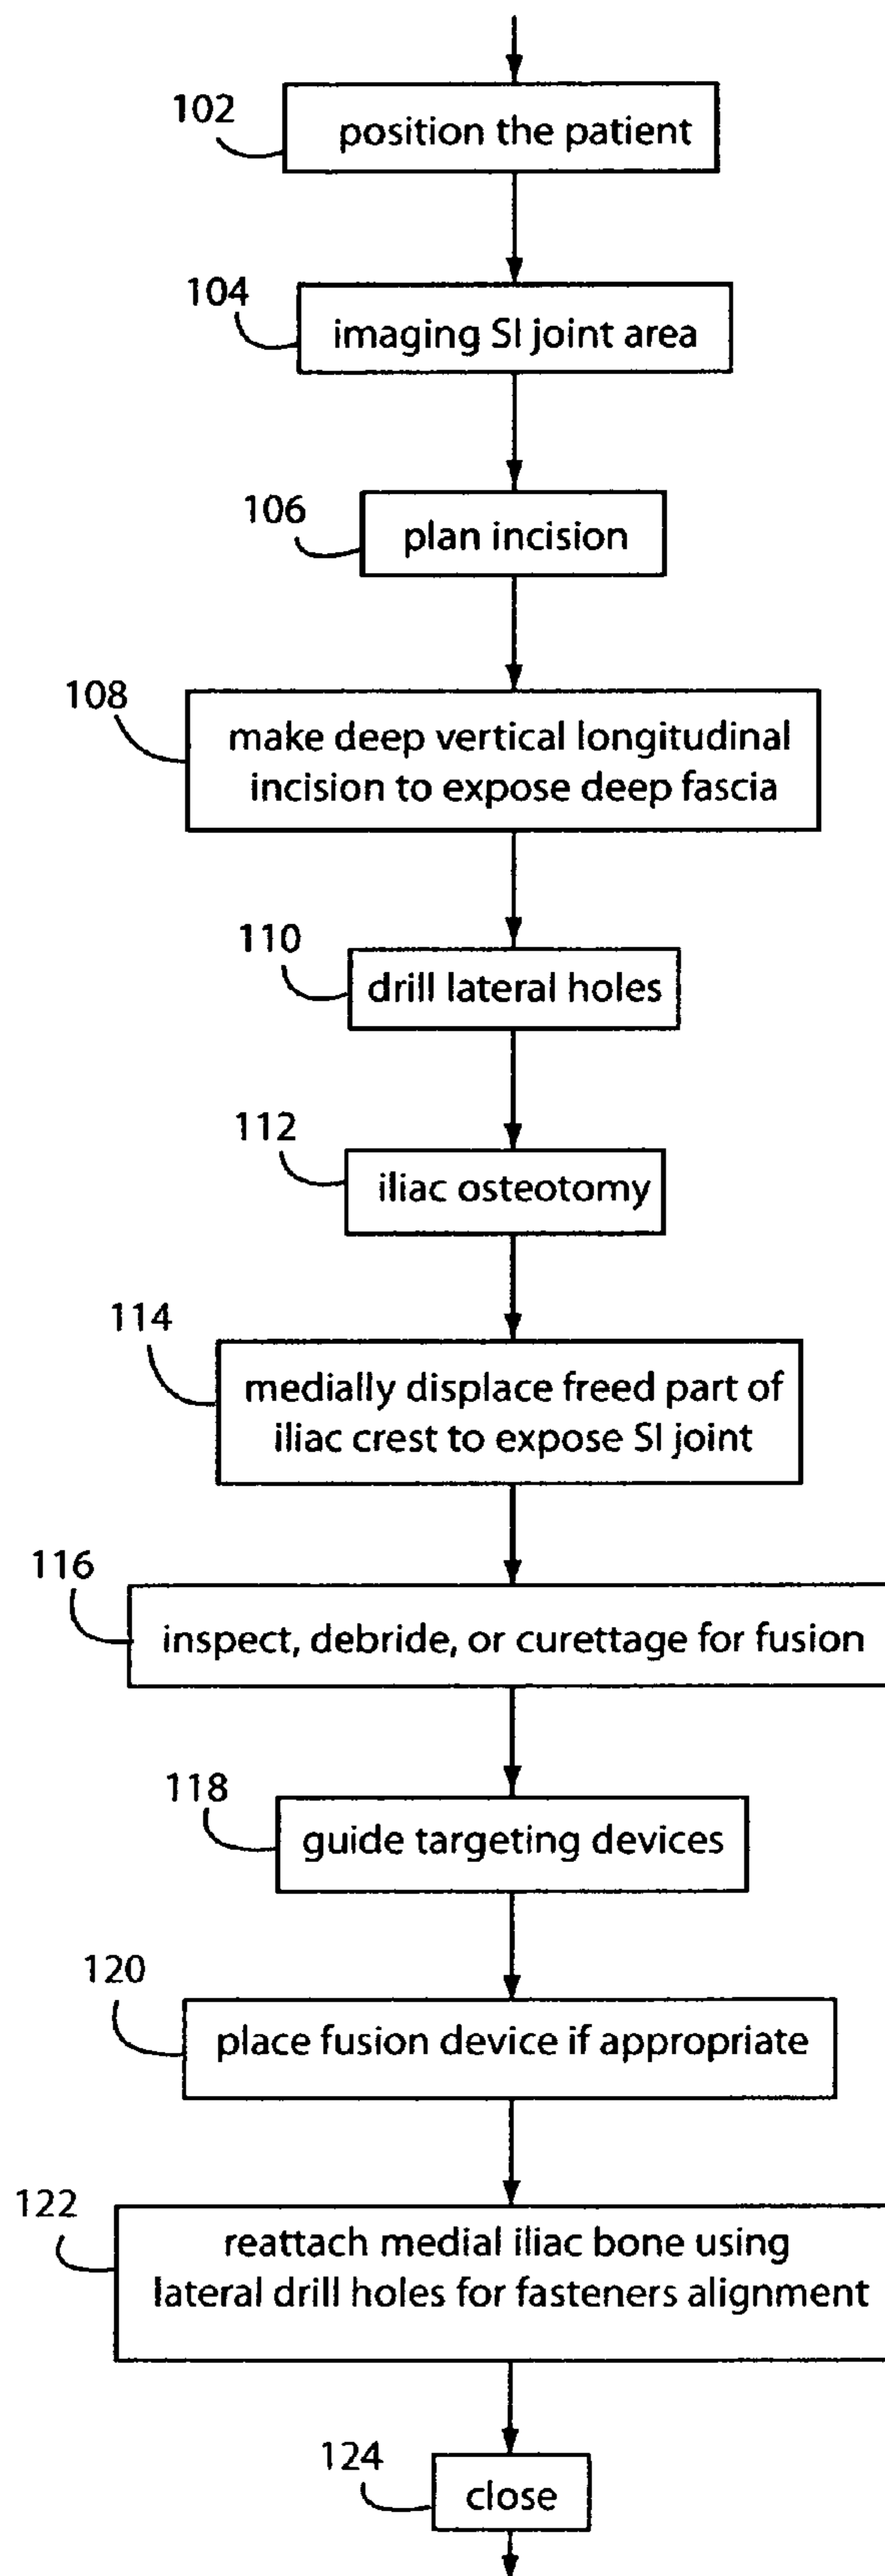 102
position the patient
104
imaging SI joint area
106
plan incision
108
make deep vertical longitudinal
incision to expose deep fascia
110
drill lateral holes
112
iliac osteotomy
114
medially displace freed part of
iliac crest to expose SI joint
116
inspect, debride, or curettage for fusion
118
guide targeting devices
120
place fusion device if appropriate
122
reattach medial iliac bone using
lateral drill holes for fasteners alignment
124
close